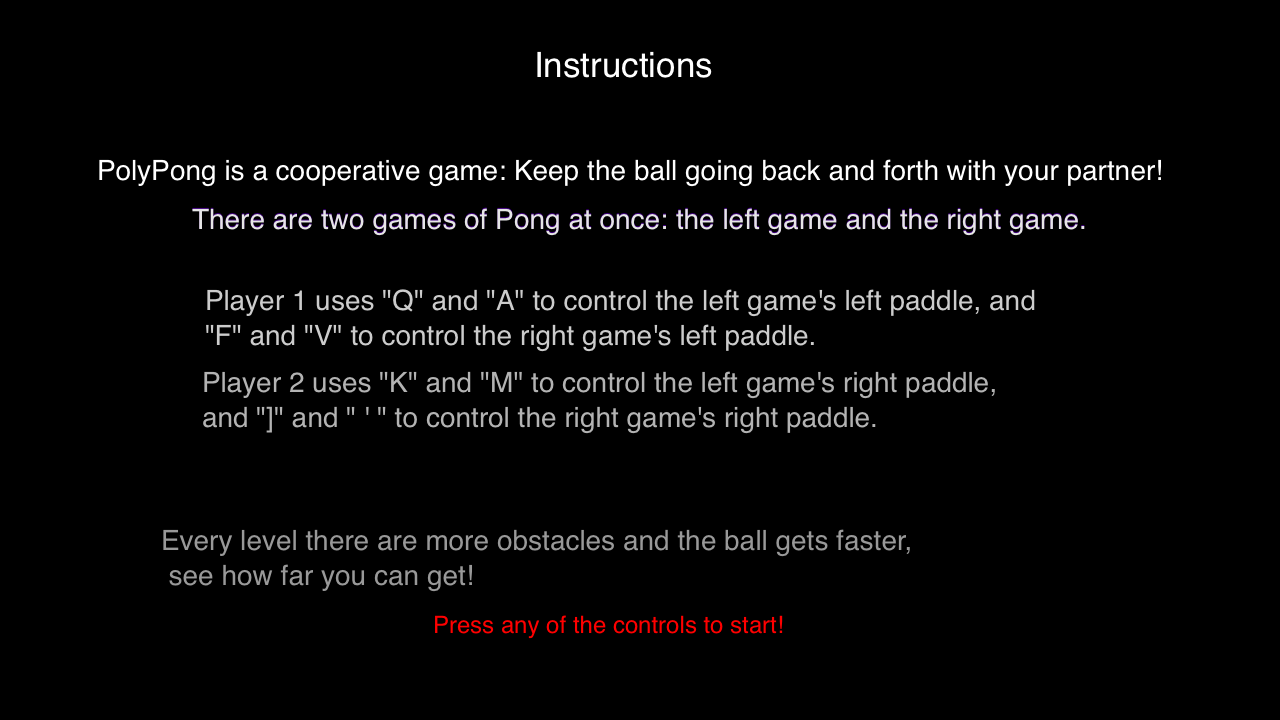 Instructions
PolyPong is a cooperative game: Keep the ball going back and forth with your partner!
There are two games of Pong at once: the left game and the right game.
Player 1 uses "Q" and "A" to control the left game's left paddle, and
"F" and "V" to control the right game's left paddle.
Player 2 uses "K" and "M" to control the left game's right paddle,
and "]" and " ' " to control the right game's right paddle.
Every level there are more obstacles and the ball gets faster,
see how far you can get!
Press any of the controls to start!